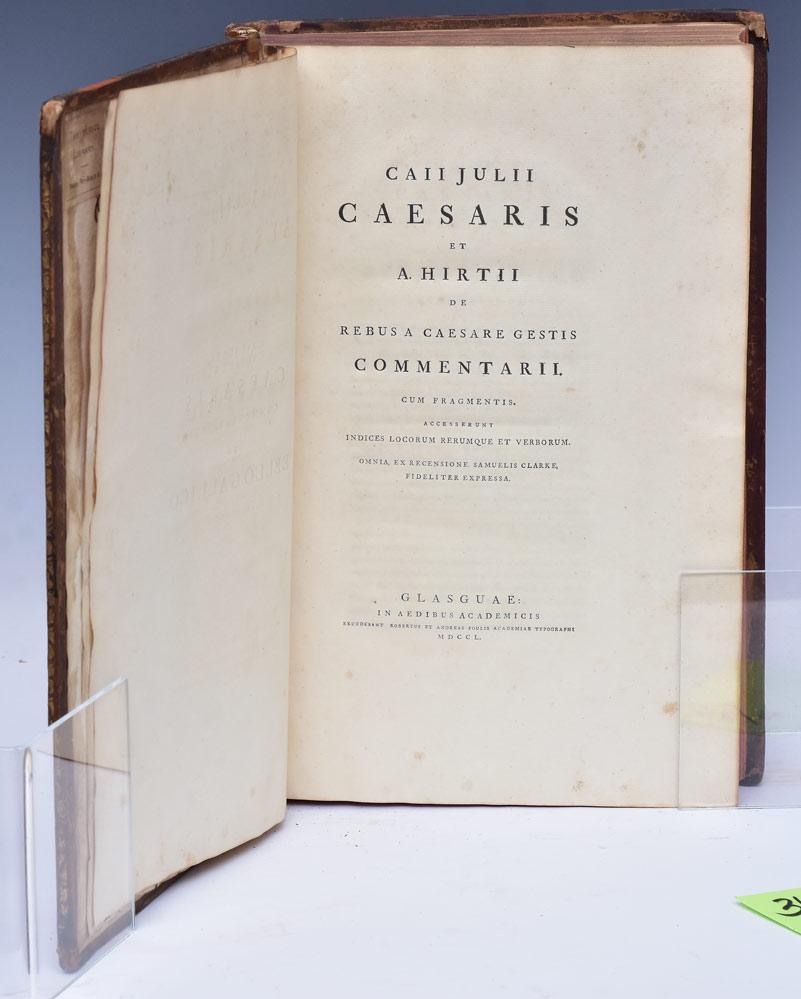 CAII JULII
CAESARIS
ET
A. HIRTII
DE
REBUS A CAESARE GESTIS
COMMENTARII.
CUM FRAGMENTIS.
ACCESSERUNT
INDICES LOCORUM RERUMQUE ET VERBORUM.
OMNIA, EX RECENSIONE SAMUELIS CLARKE,
FIDELITER EXPRESSA.
GLASGUAE:
IN AEDIBUS ACADEMICIS
EXCUDEBANT ROBERTUS ET ANDREAS FOULIS ACADEMIAE TYPOGRAPHI
MDCCL.